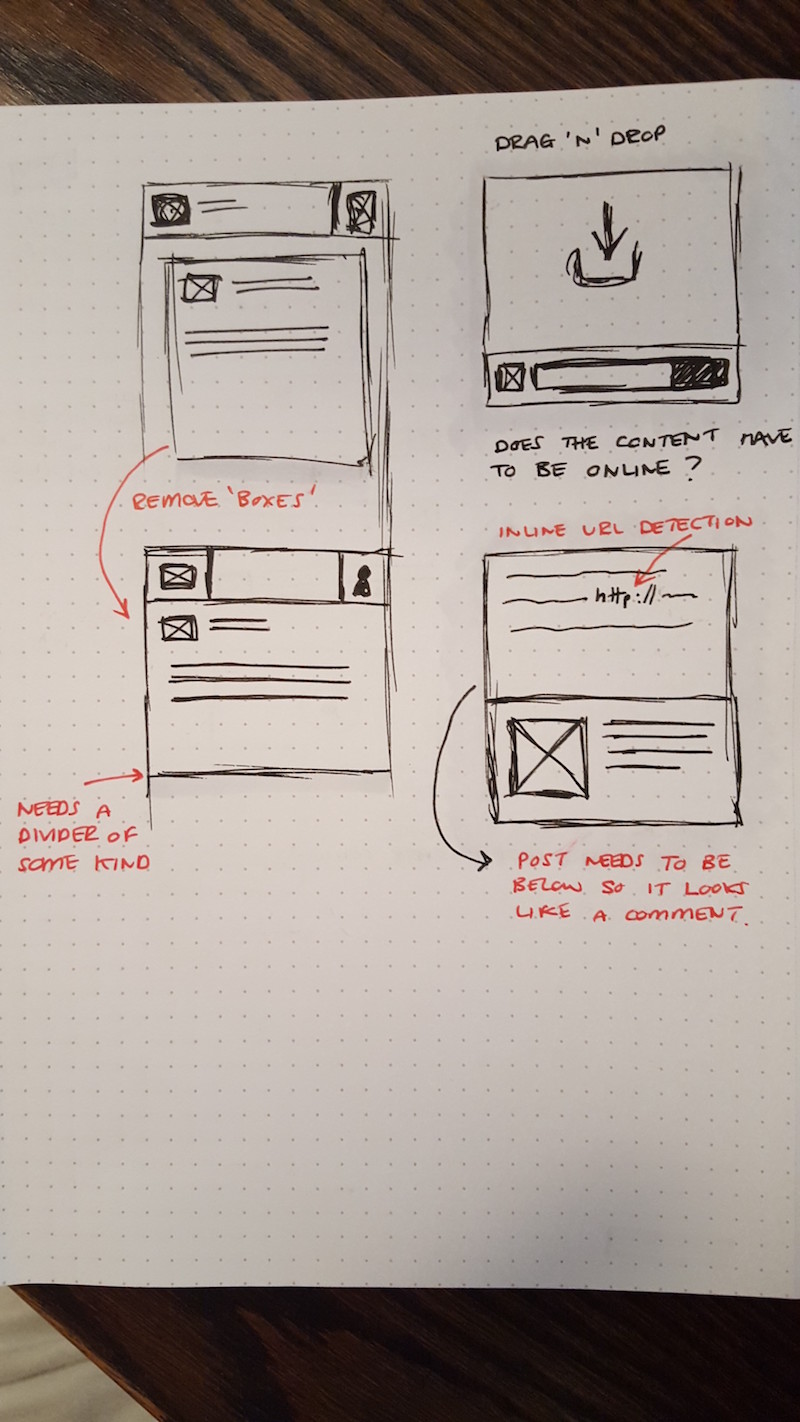 DRAG 'N' DROP
DOES THE CONTENT HAVE
TO BE ONLINE?
REMOVE 'BOXES'
INLINE URL DETECTION
http://
NEEDS A
DIVIDER OF
SOME KIND
POST NEEDS TO BE
BELOW SO IT LOOKS
LIKE A COMMENT.